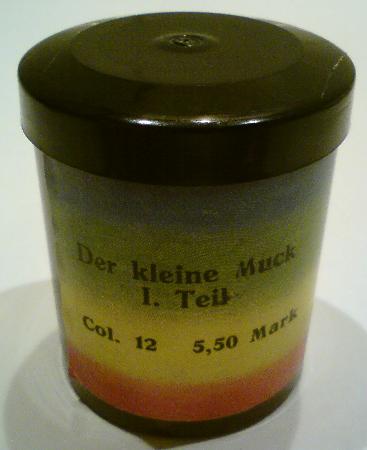 Der kleine Muck
I. Teil
Col. 12 5,50 Mark